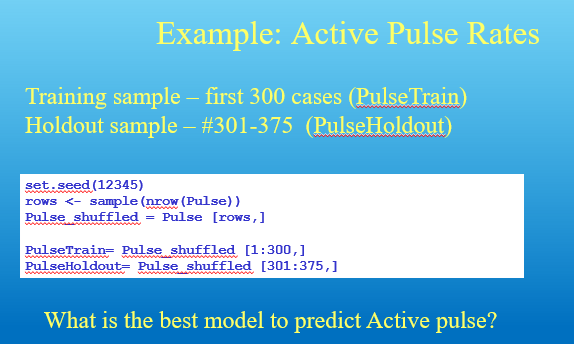 Example: Active Pulse Rates
Training sample – first 300 cases (PulseTrain)
Holdout sample – #301-375  (PulseHoldout)
set.seed(12345)
rows <- sample(nrow(Pulse))
Pulse_shuffled = Pulse [rows,]
PulseTrain= Pulse_shuffled [1:300,]
PulseHoldout= Pulse_shuffled [301:375,]
What is the best model to predict Active pulse?